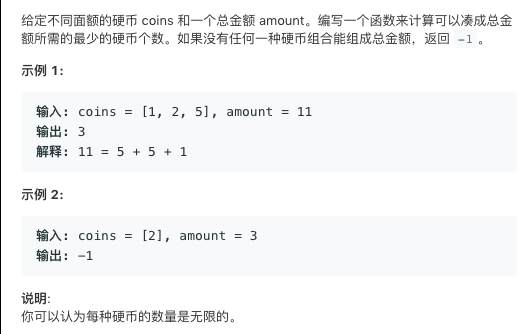 给定不同面额的硬币 coins 和一个总金额 amount。编写一个函数来计算可以凑成总金
额所需的最少的硬币个数。如果没有任何一种硬币组合能组成总金额，返回 -1 。
示例 1:
输入: coins = [1, 2, 5], amount = 11
输出: 3
解释: 11 = 5 + 5 + 1
示例 2:
输入: coins = [2], amount = 3
输出: -1
说明:
你可以认为每种硬币的数量是无限的。